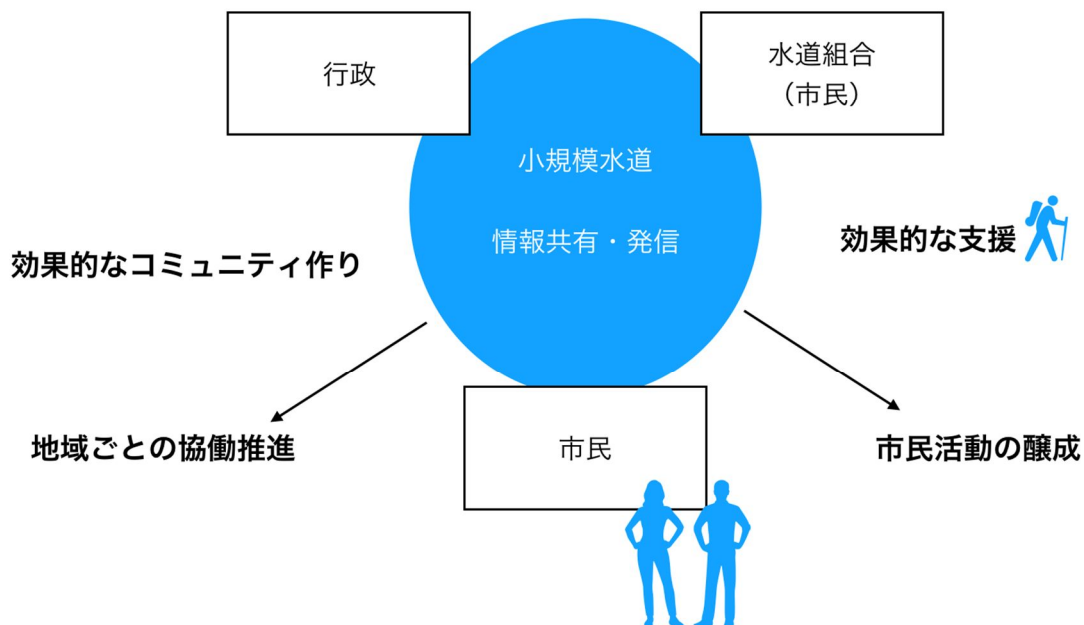 行政
水道組合
（市民）
小規模水道
情報共有・発信
効果的なコミュニティ作り
効果的な支援
地域ごとの協働推進
市民
市民活動の醸成